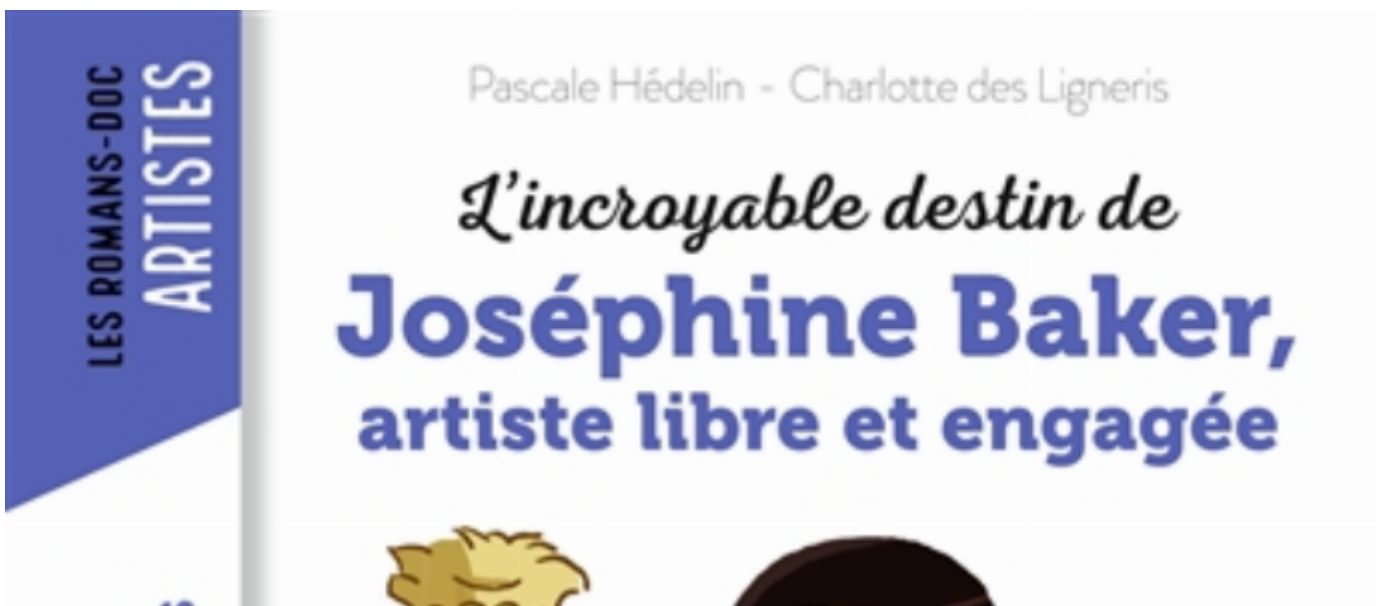 LES ROMANS-DOC
ARTISTES
Pascale Hédelin - Charlotte des Ligneris
L'incroyable destin de
Joséphine Baker,
artiste libre et engagée